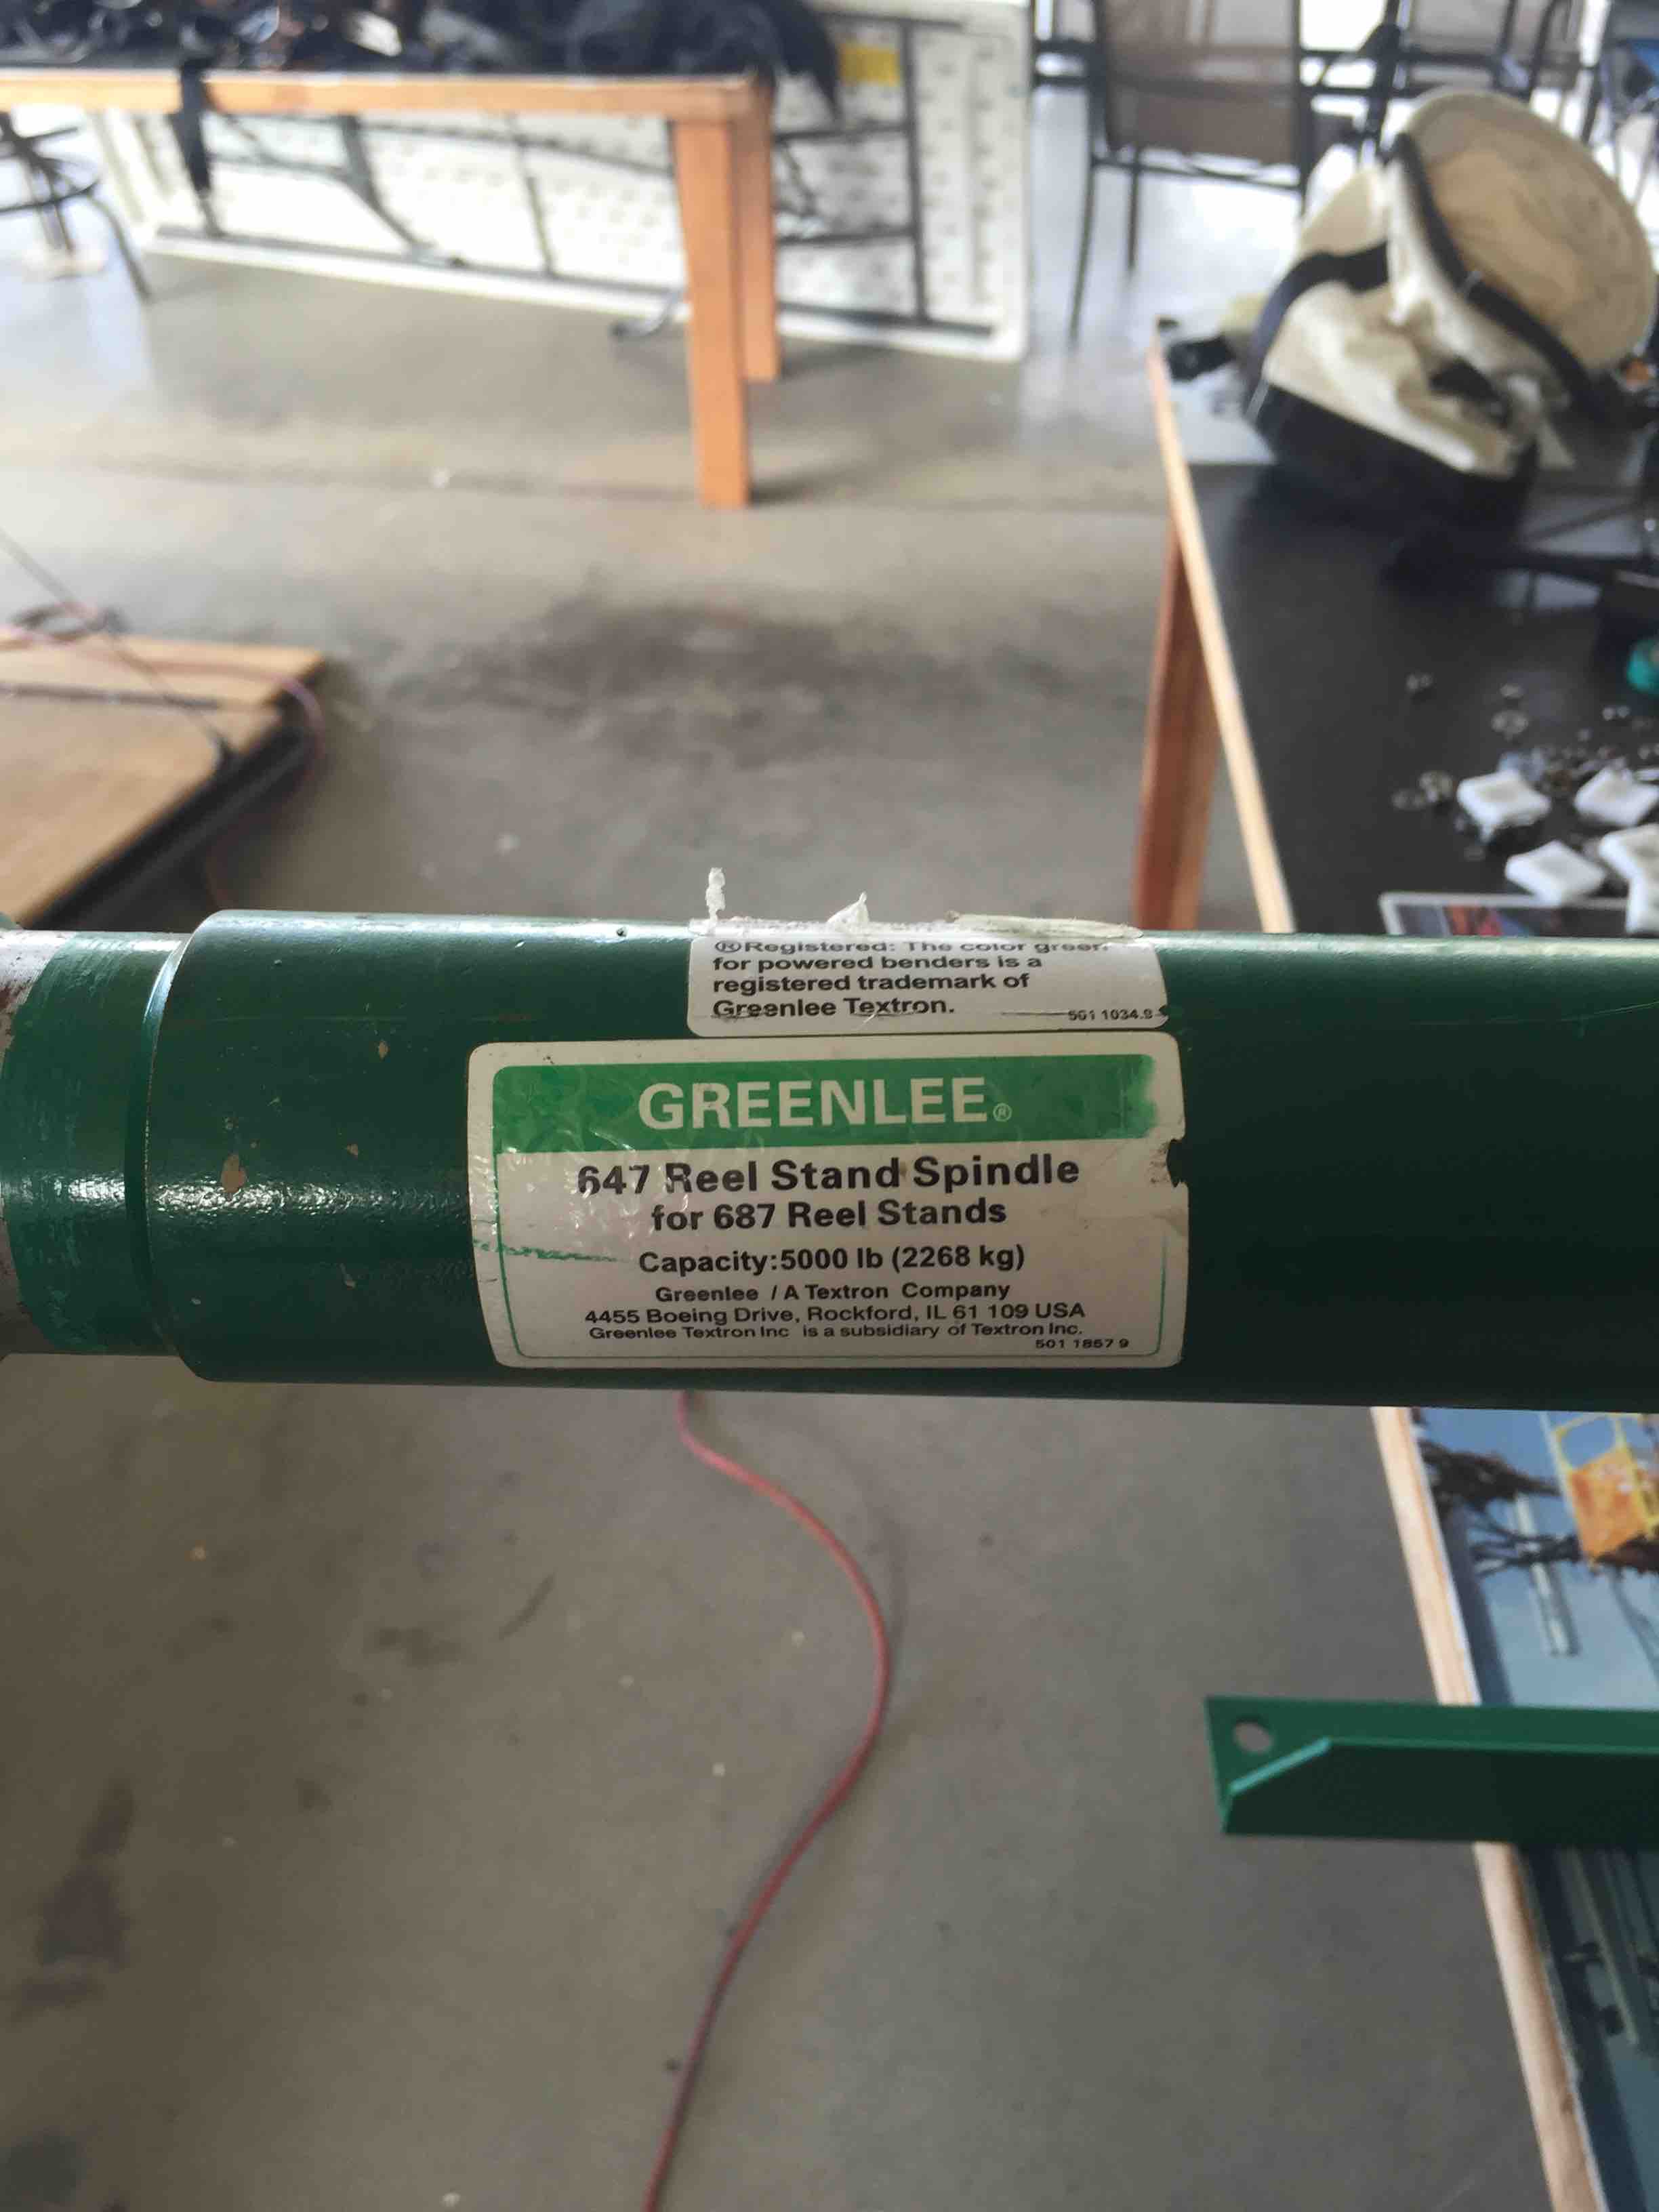 ®Registered: The color green
for powered benders is a
registered trademark of
Greenlee Textron.
501 1034.9
GREENLEE®
647 Reel Stand Spindle
for 687 Reel Stands
Capacity:5000 lb (2268 kg)
Greenlee / A Textron Company
4455 Boeing Drive, Rockford, IL 61 109 USA
Greenlee Textron Inc is a subsidiary of Textron Inc.
501 1857 9